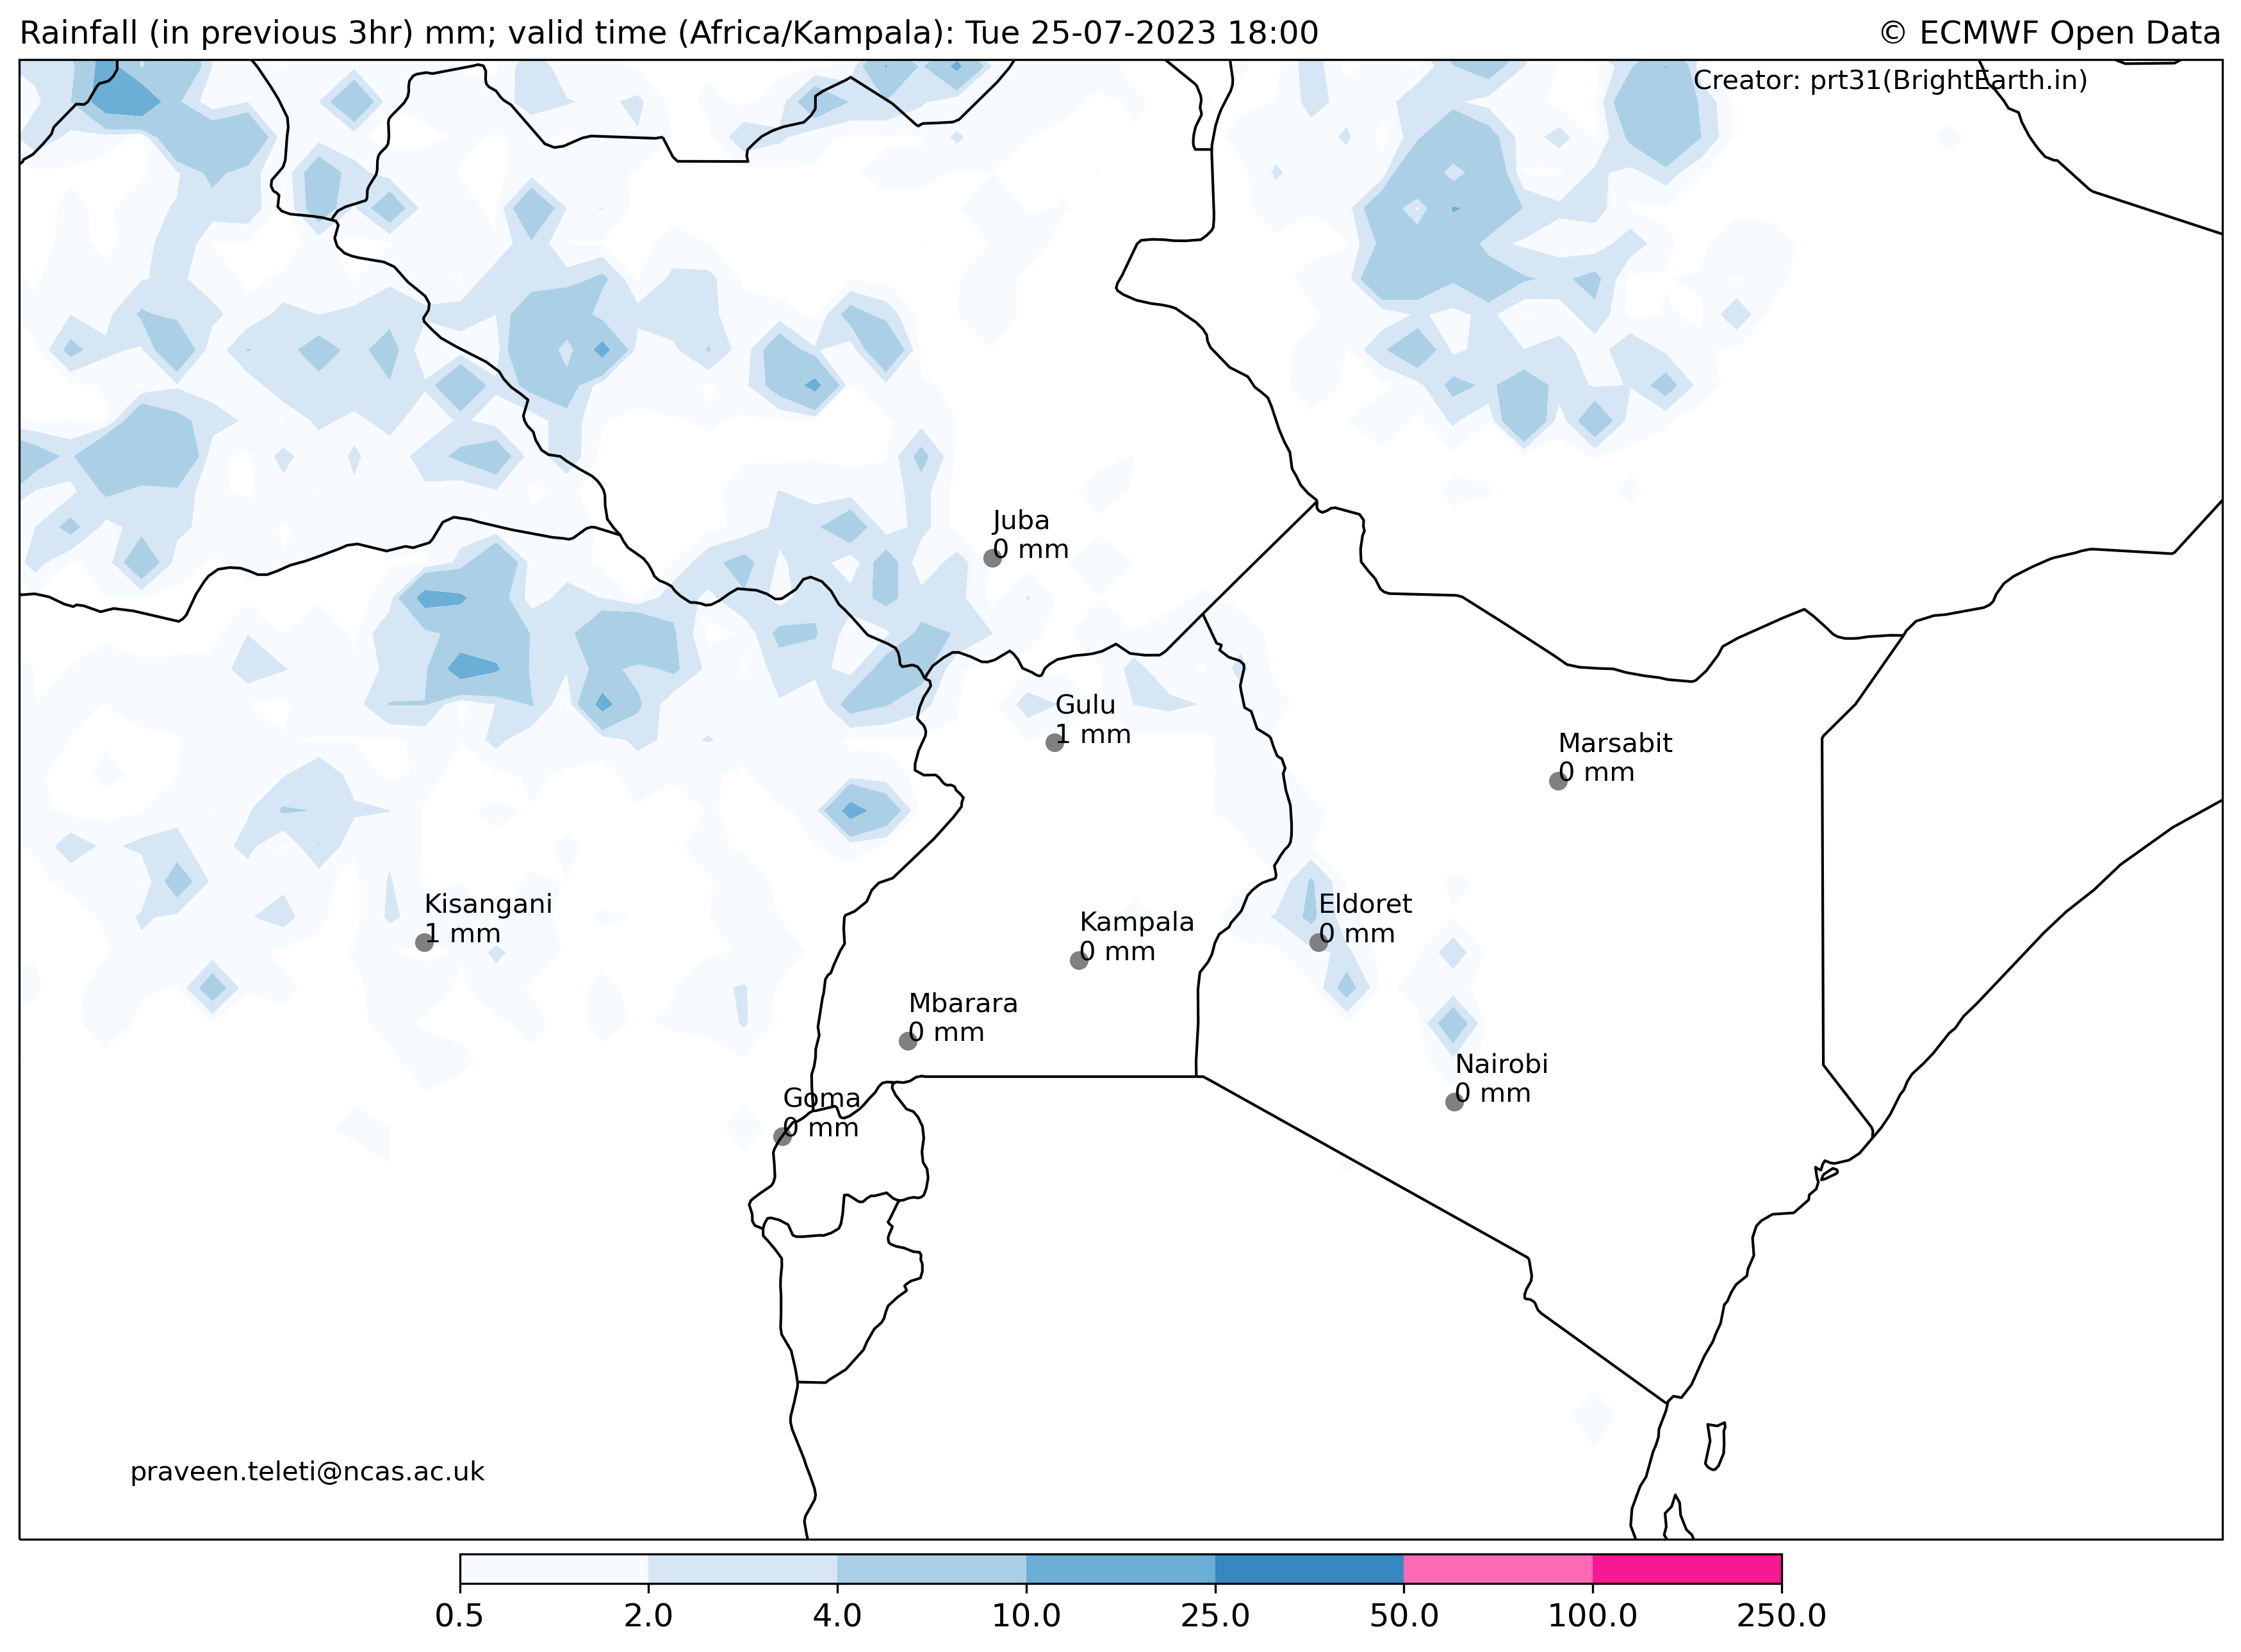 Rainfall (in previous 3hr) mm; valid time (Africa/Kampala): Tue 25-07-2023 18:00
© ECMWF Open Data
Creator: prt31(BrightEarth.in)
Juba
0 mm
Gulu
1 mm
Marsabit
0 mm
Kisangani
1 mm
Eldoret
0 mm
Kampala
0 mm
Mbarara
0 mm
Nairobi
0 mm
Goma
0 mm
praveen.teleti@ncas.ac.uk
0.5 2.0 4.0 10.0 25.0 50.0 100.0 250.0